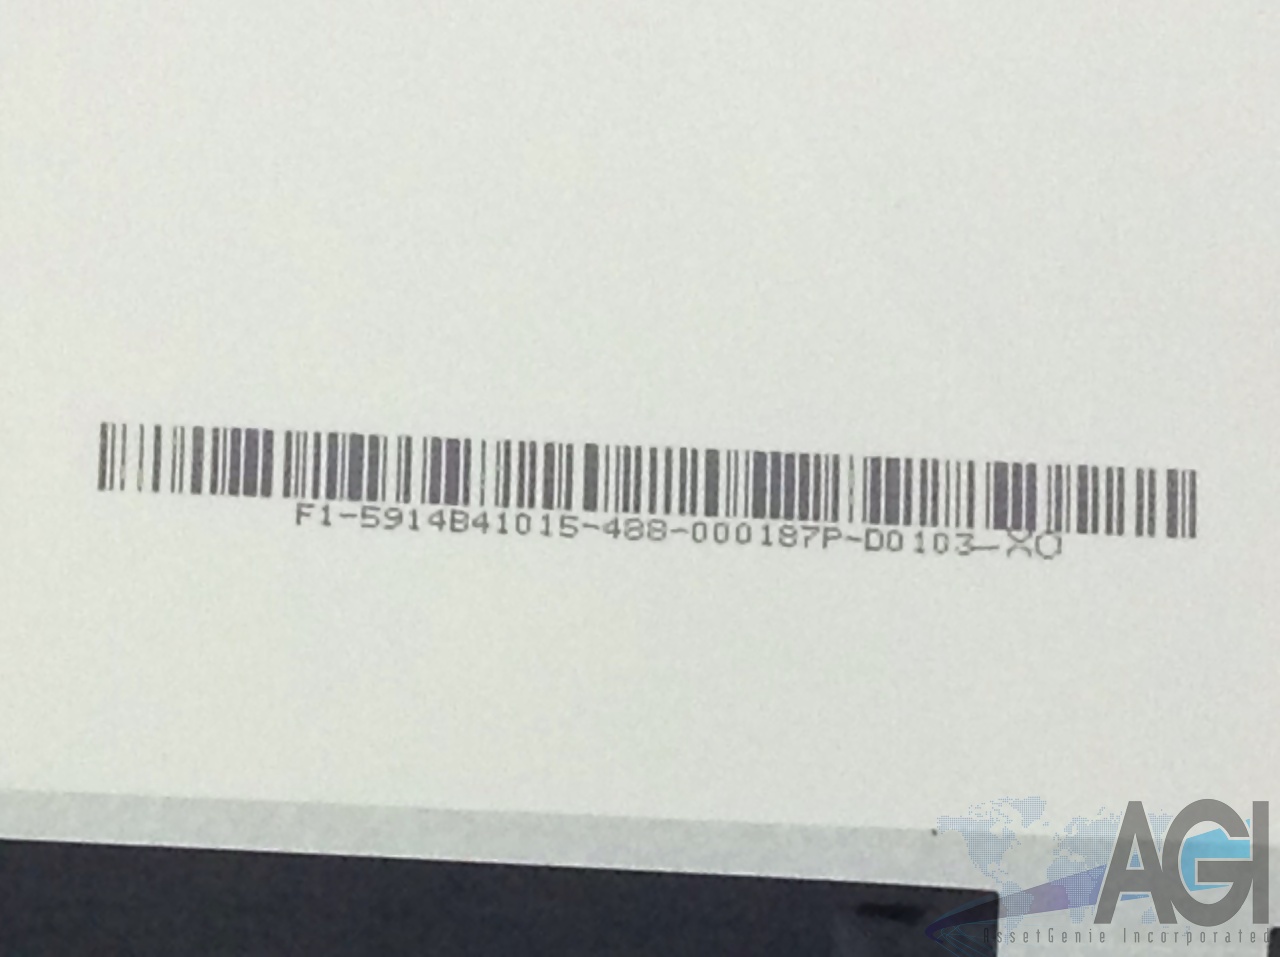 F1-5914B41015-488-000187P-D0103-X0
AGI
AssetGenie Incorporated